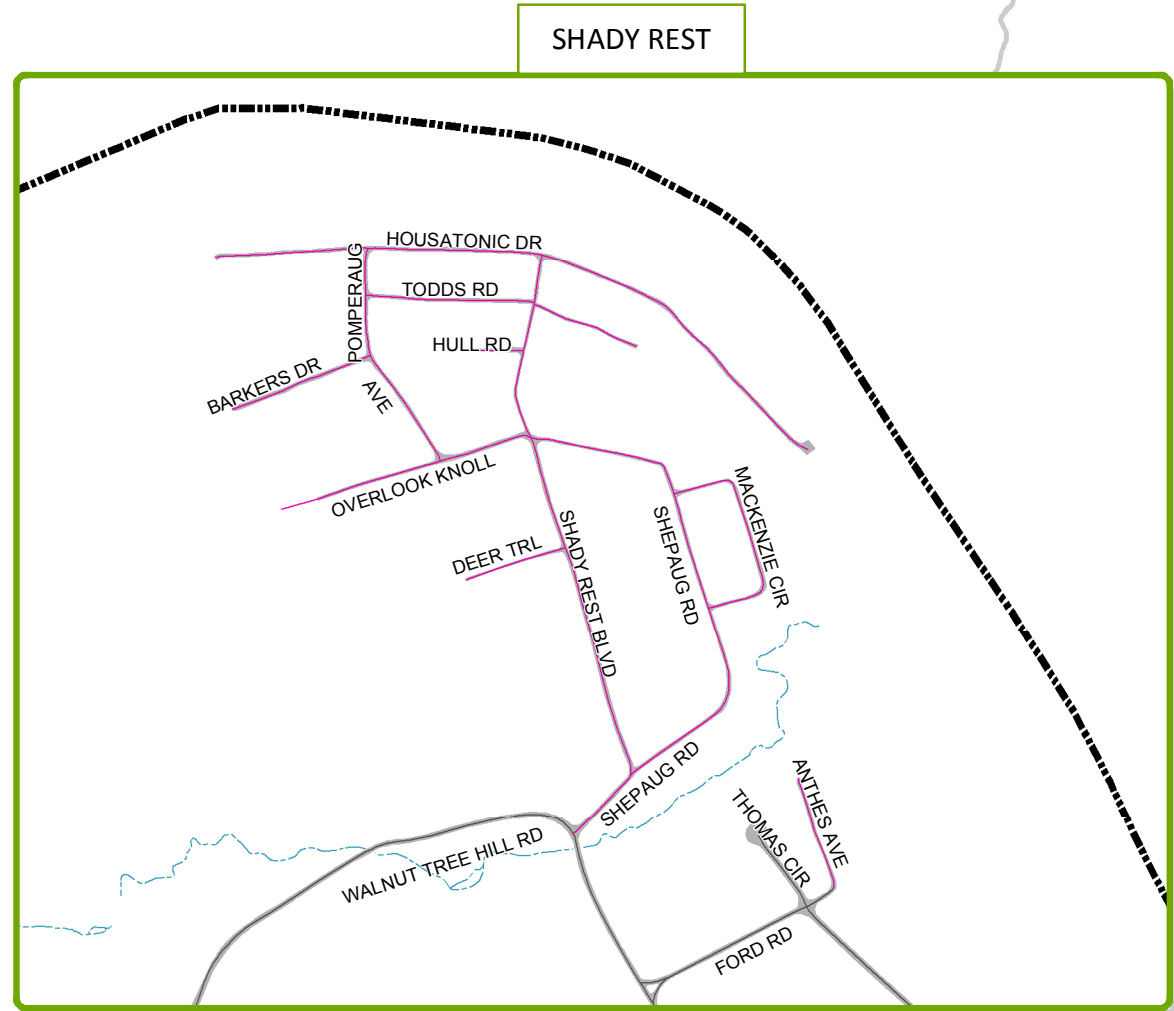 SHADY REST
HOUSATONIC DR
POMPERAUG
AVE
TODDS RD
HULL RD
BARKERS DR
OVERLOOK KNOLL
MACKENZIE CIR
SHEPAUG RD
SHADY REST BLVD
DEER TRL
SHEPAUG RD
ANTHES AVE
THOMAS CIR
WALNUT TREE HILL RD
FORD RD